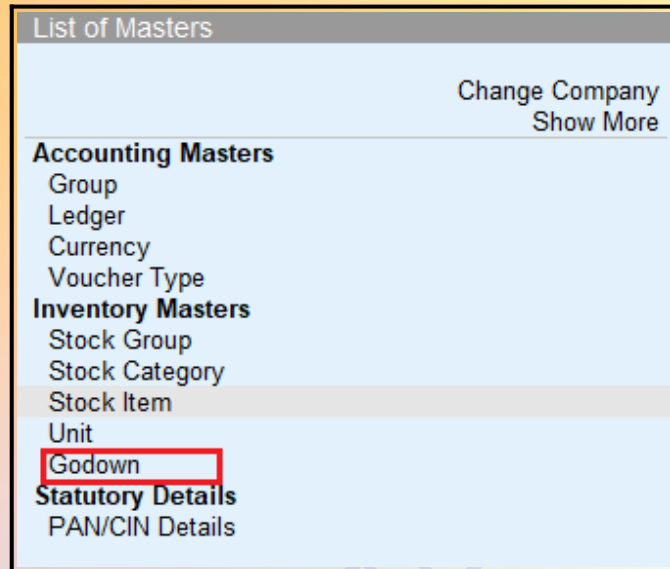 List of Masters
Change Company
Show More
Accounting Masters
Group
Ledger
Currency
Voucher Type
Inventory Masters
Stock Group
Stock Category
Stock Item
Unit
Godown
Statutory Details
PAN/CIN Details